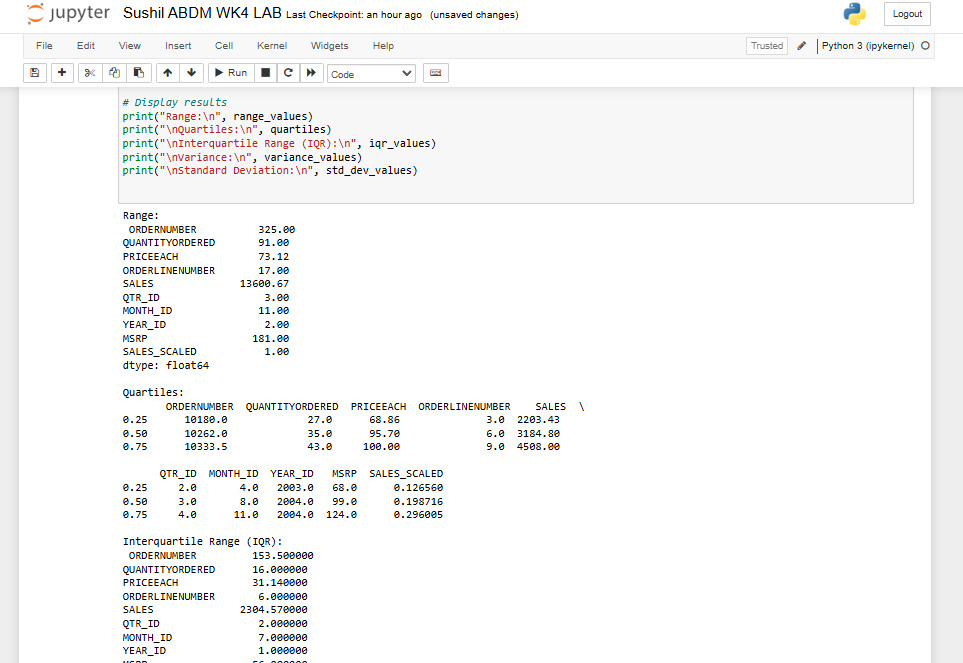 jupyter Sushil ABDM WK4 LAB Last Checkpoint: an hour ago (unsaved changes) Logout
File Edit View Insert Cell Kernel Widgets Help Trusted Python 3 (ipykernel)
Run Code
# Display results
print("Range:\n", range_values)
print("\nQuartiles:\n", quartiles)
print("\nInterquartile Range (IQR):\n", iqr_values)
print("\nVariance:\n", variance_values)
print("\nStandard Deviation:\n", std_dev_values)
Range:
ORDERNUMBER 325.00
QUANTITYORDERED 91.00
PRICEEACH 73.12
ORDERLINENUMBER 17.00
SALES 13600.67
QTR_ID 3.00
MONTH_ID 11.00
YEAR_ID 2.00
MSRP 181.00
SALES_SCALED 1.00
dtype: float64
Quartiles:
ORDERNUMBER QUANTITYORDERED PRICEEACH ORDERLINENUMBER SALES \
0.25 10180.0 27.0 68.86 3.0 2203.43
0.50 10262.0 35.0 95.70 6.0 3184.80
0.75 10333.5 43.0 100.00 9.0 4508.00
QTR_ID MONTH_ID YEAR_ID MSRP SALES_SCALED
0.25 2.0 4.0 2003.0 68.0 0.126560
0.50 3.0 8.0 2004.0 99.0 0.198716
0.75 4.0 11.0 2004.0 124.0 0.296005
Interquartile Range (IQR):
ORDERNUMBER 153.500000
QUANTITYORDERED 16.000000
PRICEEACH 31.140000
ORDERLINENUMBER 6.000000
SALES 2304.570000
QTR_ID 2.000000
MONTH_ID 7.000000
YEAR_ID 1.000000